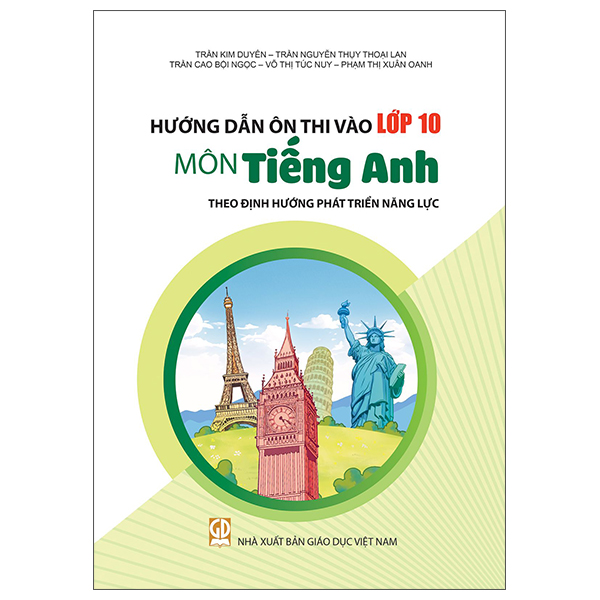 TRẦN KIM DUYÊN – TRẦN NGUYÊN THỤY THOẠI LAN
TRẦN CAO BỘI NGỌC – VÕ THỊ TÚC NUY – PHẠM THỊ XUÂN OANH
HƯỚNG DẪN ÔN THI VÀO LỚP 10
MÔN Tiếng Anh
THEO ĐỊNH HƯỚNG PHÁT TRIỂN NĂNG LỰC
GD
NHÀ XUẤT BẢN GIÁO DỤC VIỆT NAM